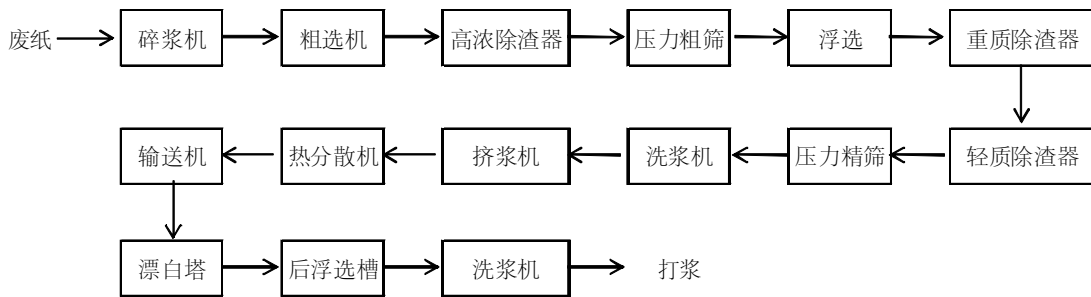 废纸 碎浆机 粗选机 高浓除渣器 压力粗筛 浮选 重质除渣器
输送机 热分散机 挤浆机 洗浆机 压力精筛 轻质除渣器
漂白塔 后浮选槽 洗浆机 打浆